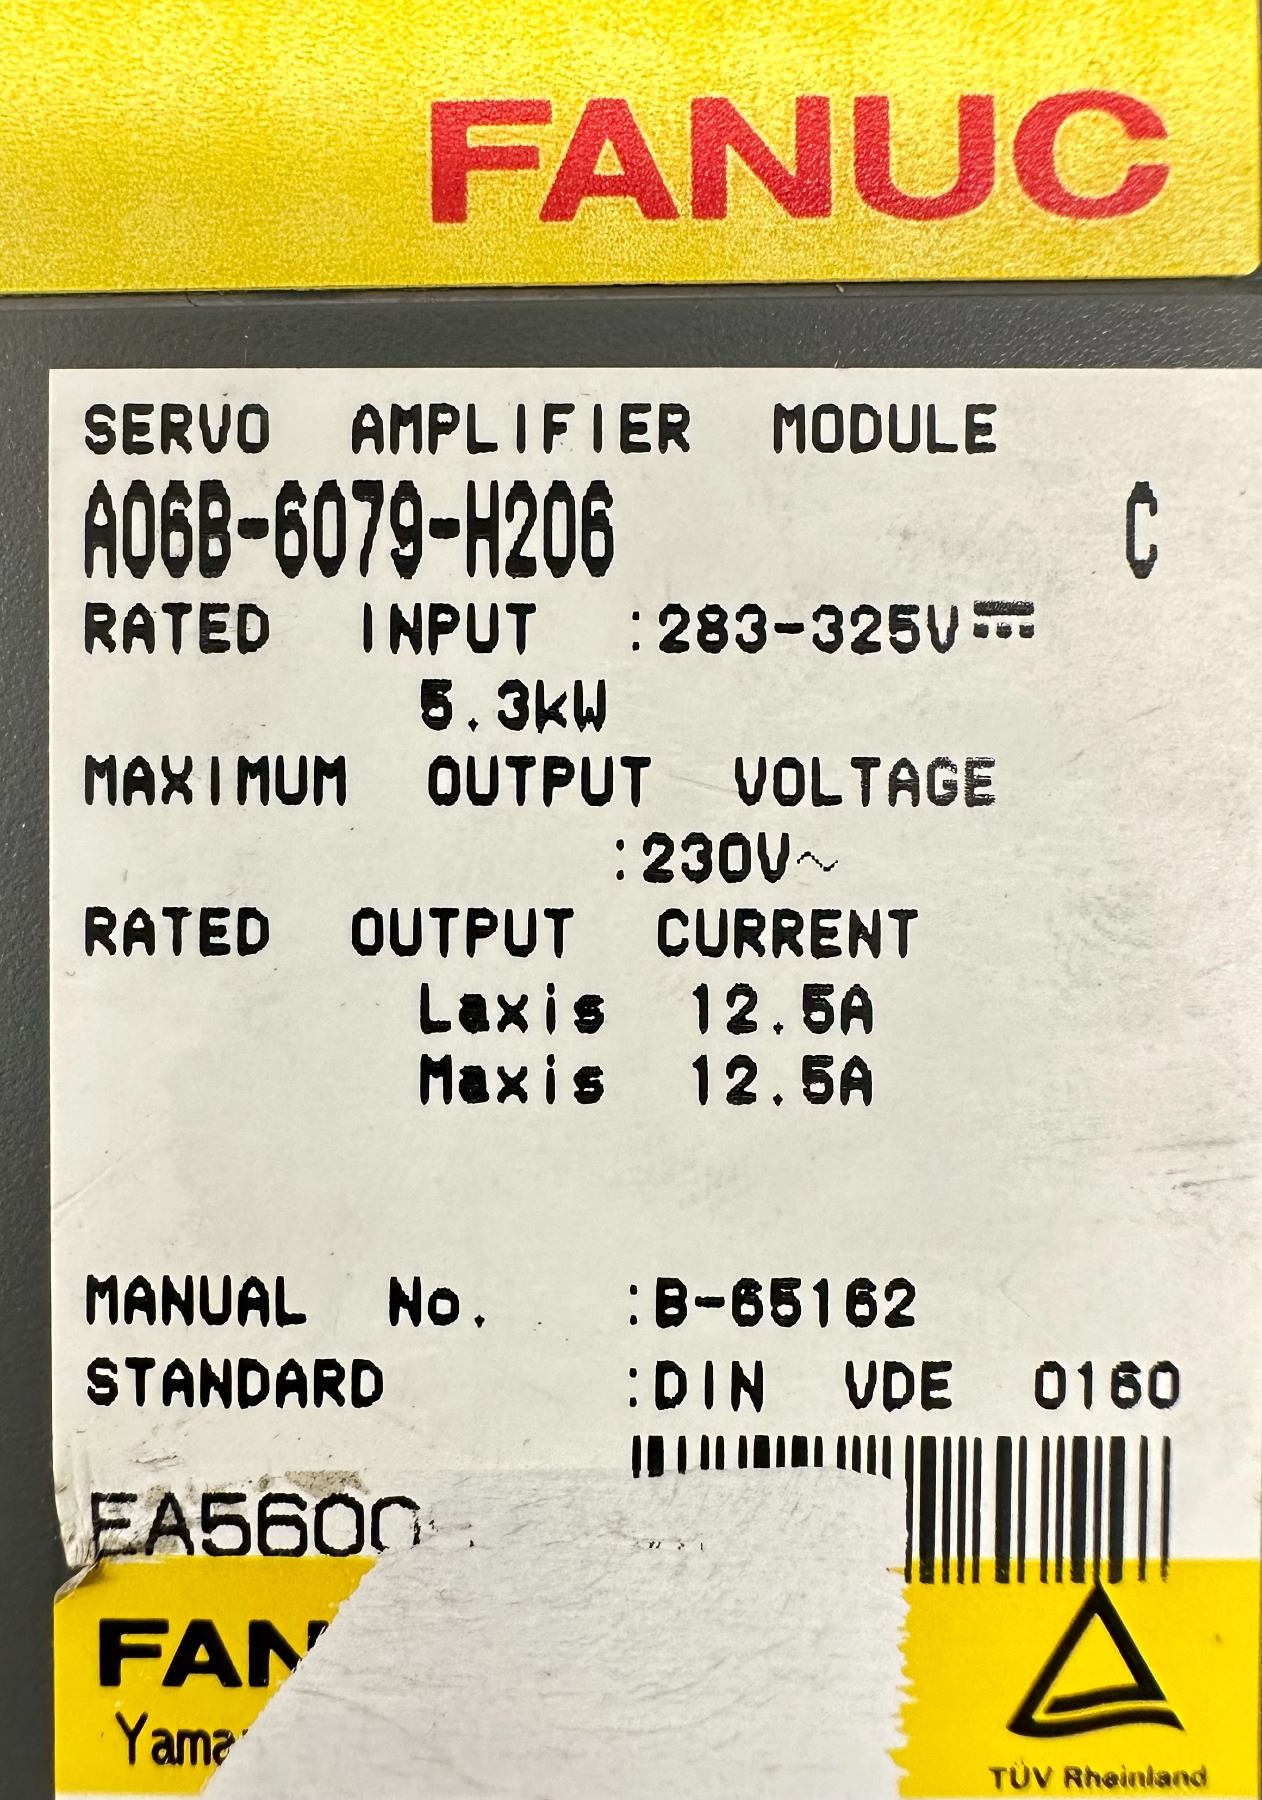 FANUC
SERVO AMPLIFIER MODULE
A06B-6079-H206 C
RATED INPUT :283-325V⎓
5.3kW
MAXIMUM OUTPUT VOLTAGE
:230V~
RATED OUTPUT CURRENT
Laxis 12.5A
Maxis 12.5A
MANUAL No. :B-65162
STANDARD :DIN VDE 0160
TÜV Rheinland